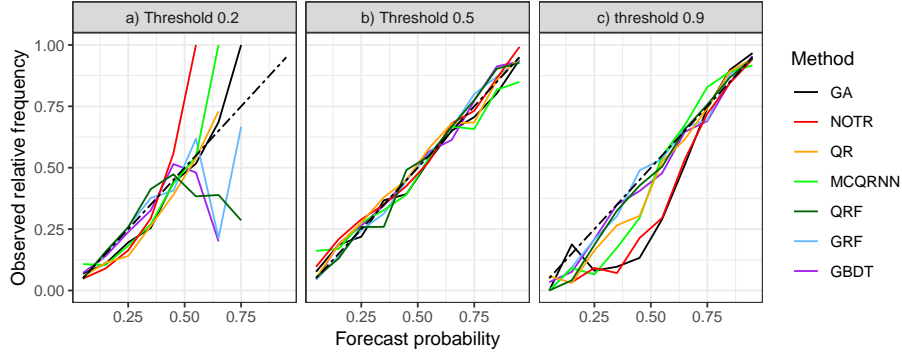 a) Threshold 0.2
b) Threshold 0.5
c) threshold 0.9
Observed relative frequency
1.00
0.75
0.50
0.25
0.00
0.25 0.50 0.75
0.25 0.50 0.75
0.25 0.50 0.75
Forecast probability
Method
GA
NOTR
QR
MCQRNN
QRF
GRF
GBDT